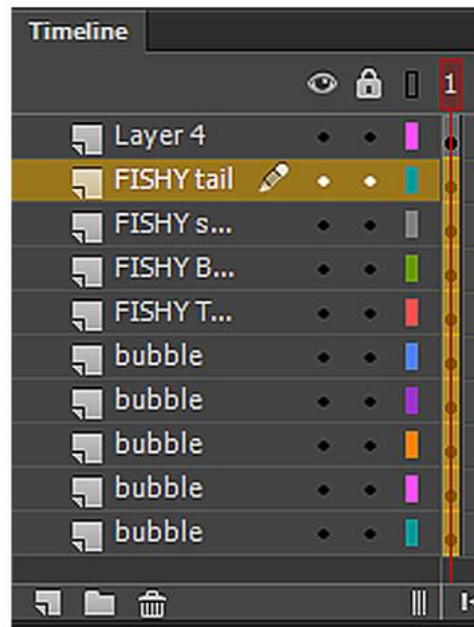 Timeline
1
Layer 4
FISHY tail
FISHY s...
FISHY B...
FISHY T...
bubble
bubble
bubble
bubble
bubble